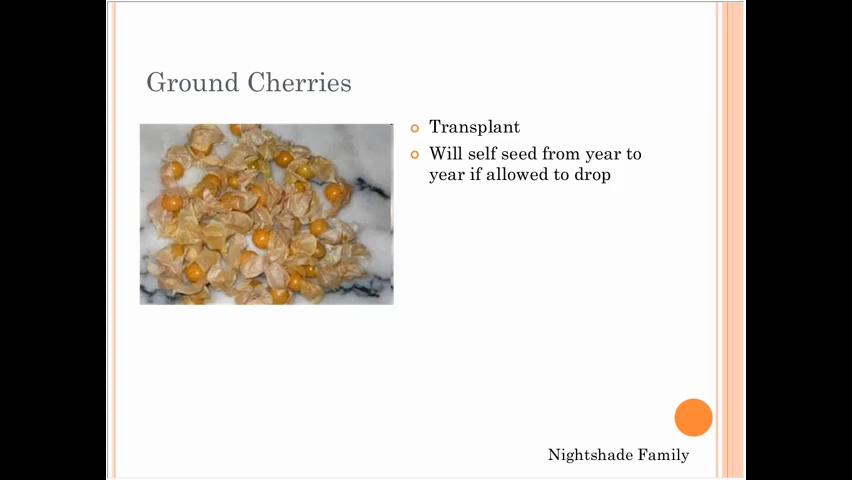 Ground Cherries
Transplant
Will self seed from year to
year if allowed to drop
Nightshade Family